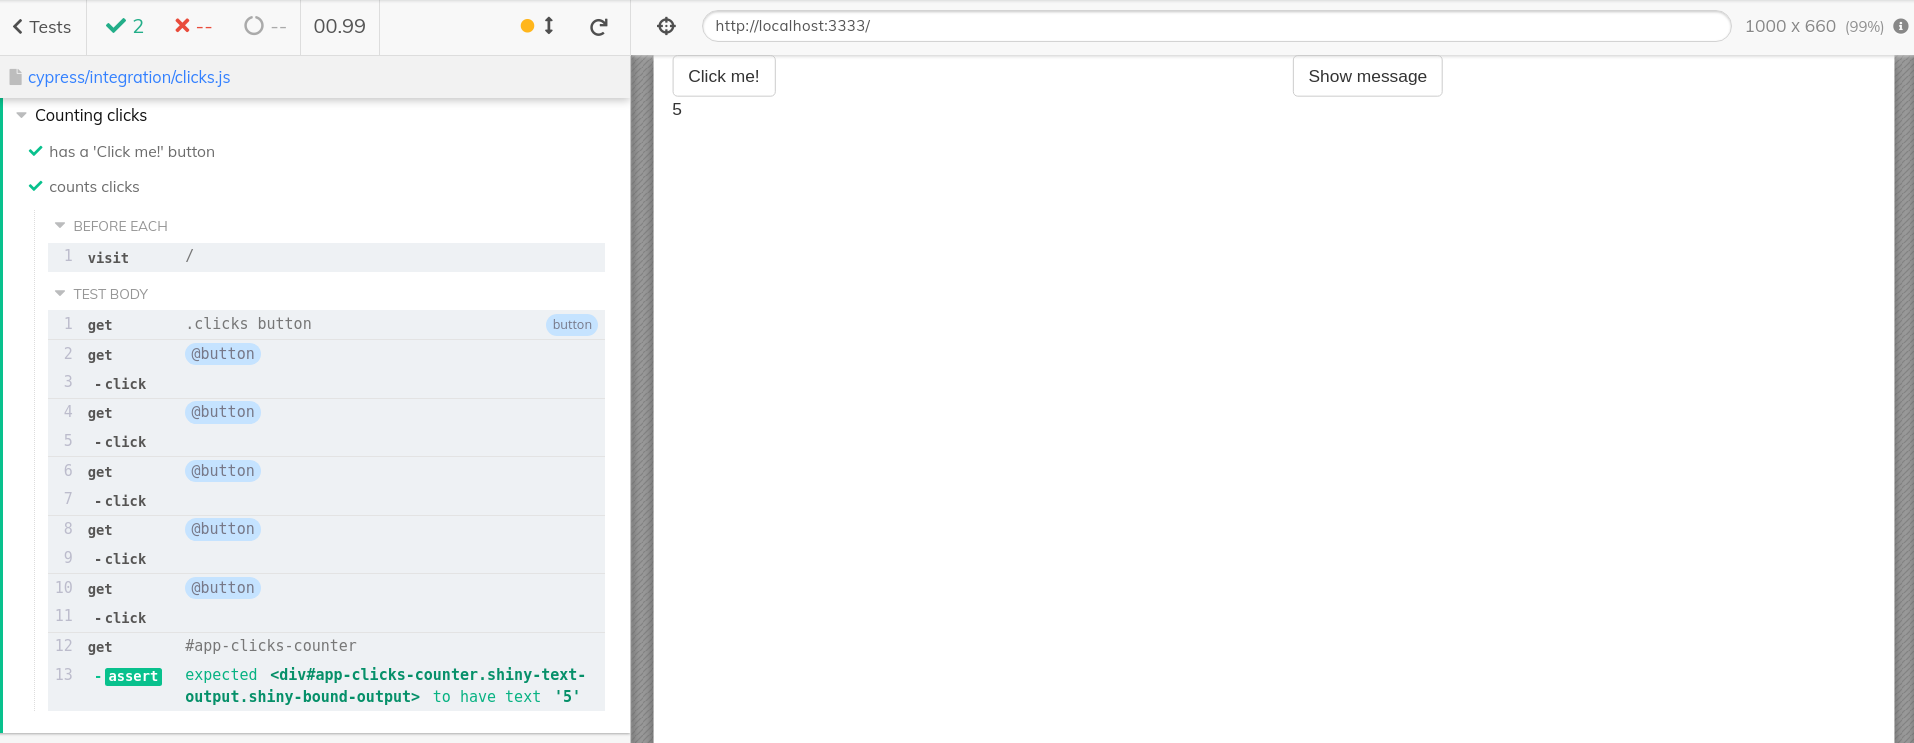 Tests 2 -- -- 00.99
http://localhost:3333/ 1000 x 660 (99%)
cypress/integration/clicks.js
Counting clicks
has a 'Click me!' button
counts clicks
BEFORE EACH
1 visit /
TEST BODY
1 get .clicks button button
2 get @button
3 -click
4 get @button
5 -click
6 get @button
7 -click
8 get @button
9 -click
10 get @button
11 -click
12 get #app-clicks-counter
13 -assert expected <div#app-clicks-counter.shiny-text-
output.shiny-bound-output> to have text '5'
Click me! Show message
5